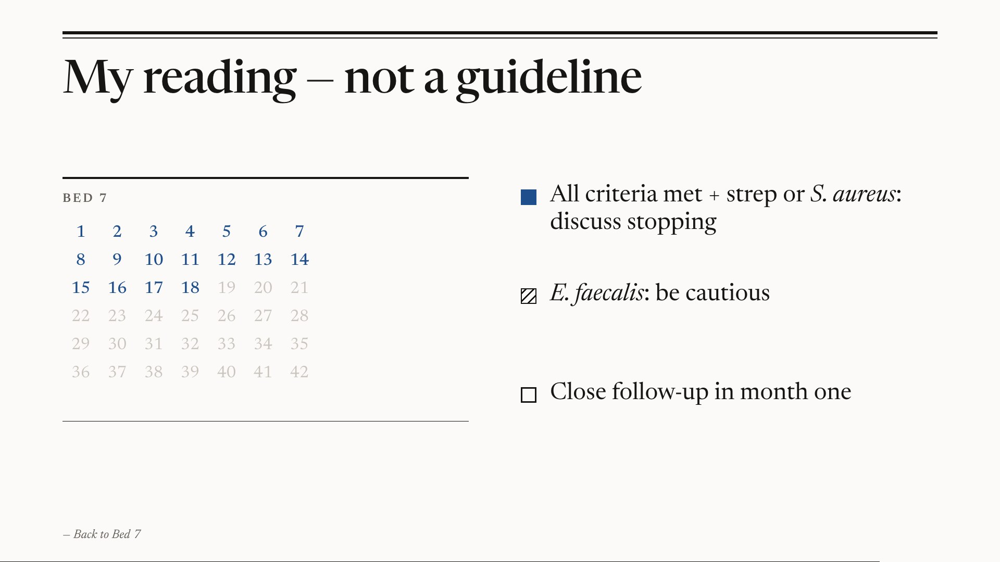 My reading – not a guideline
BED 7
1 2 3 4 5 6 7
8 9 10 11 12 13 14
15 16 17 18 19 20 21
22 23 24 25 26 27 28
29 30 31 32 33 34 35
36 37 38 39 40 41 42
All criteria met + strep or S. aureus:
discuss stopping
E. faecalis: be cautious
Close follow-up in month one
– Back to Bed 7